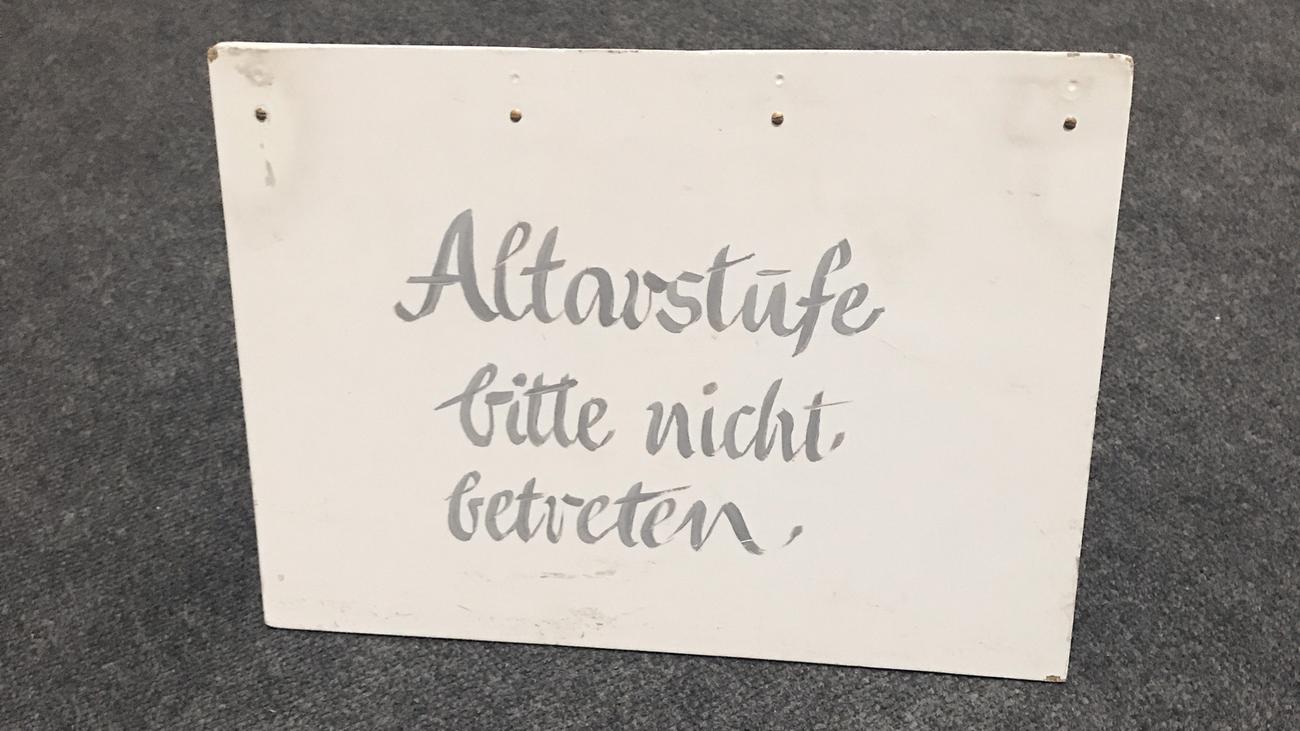 Altarstufe
bitte nicht
betreten.